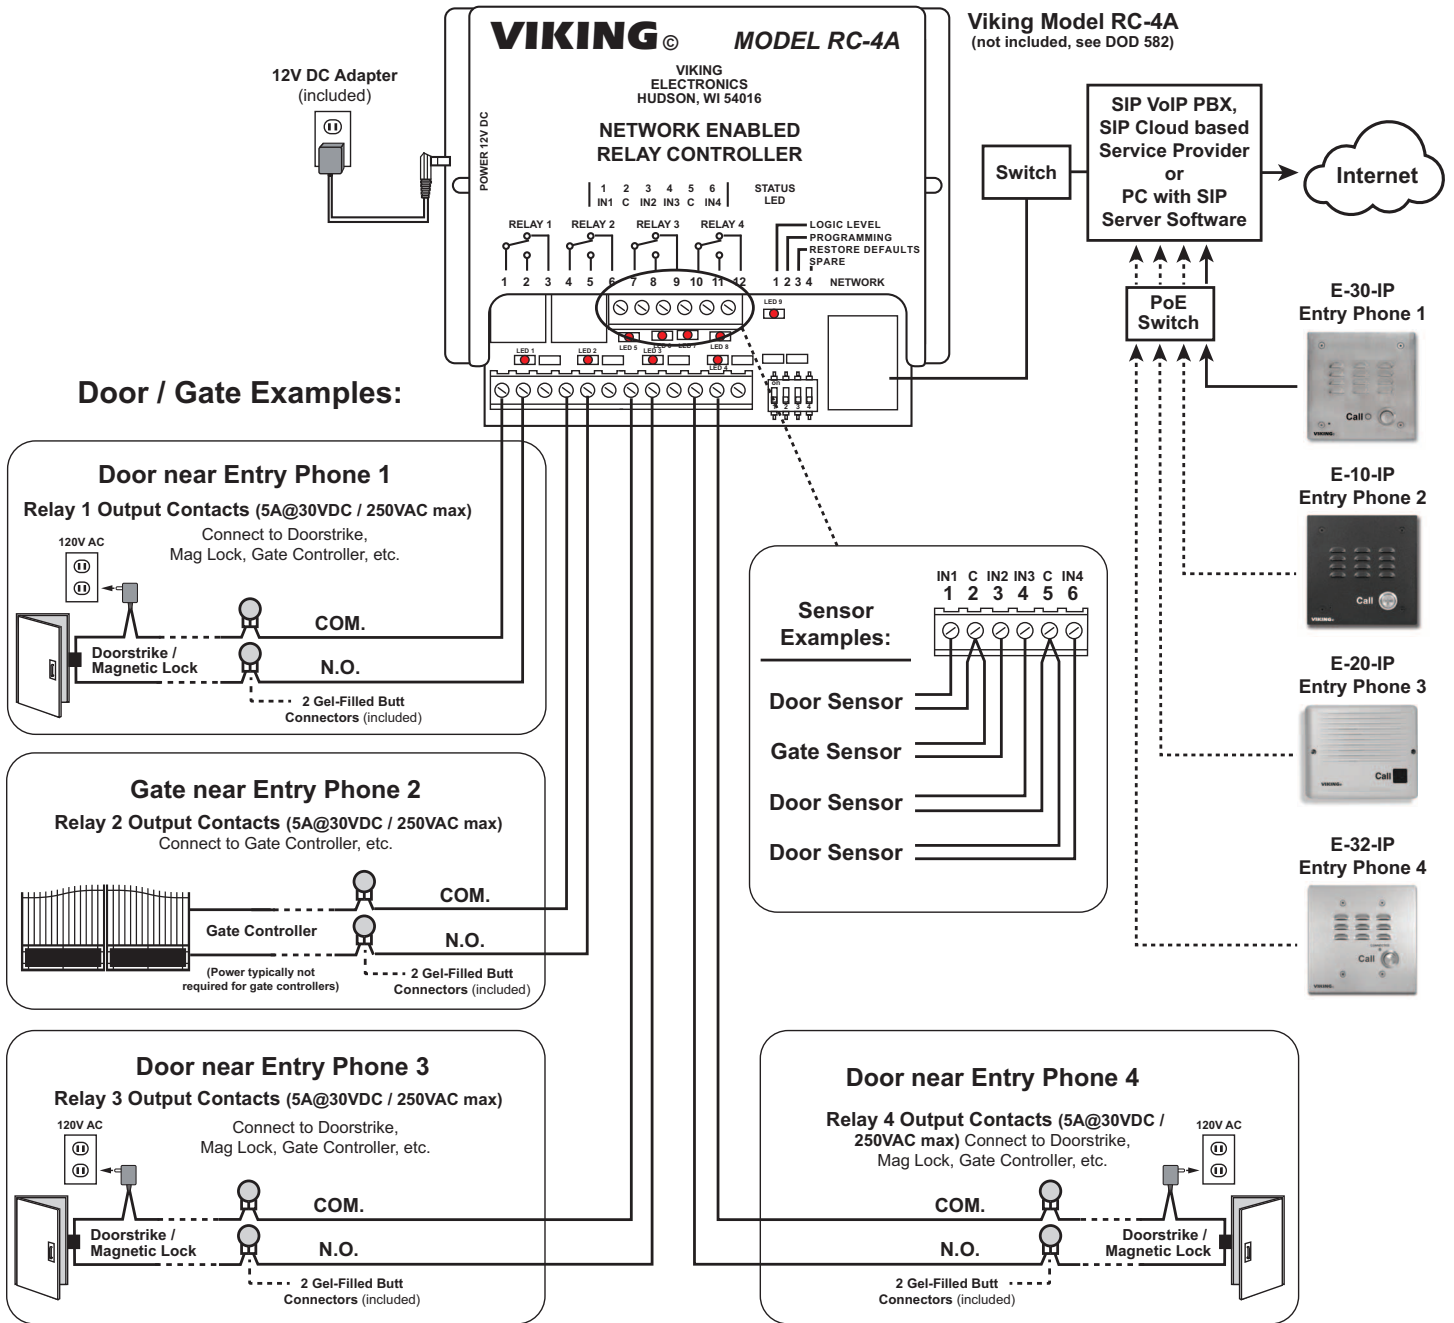 VIKING© MODEL RC-4A
VIKING
ELECTRONICS
HUDSON, WI 54016
NETWORK ENABLED
RELAY CONTROLLER
POWER 12V DC
1 2 3 4 5 6
IN1 C IN2 IN3 C IN4
STATUS
LED
RELAY 1 RELAY 2 RELAY 3 RELAY 4
LOGIC LEVEL
PROGRAMMING
RESTORE DEFAULTS
SPARE
1 2 3 4 5 6 7 8 9 10 11 12
1 2 3 4
NETWORK
LED 9
LED 5 LED 8
LED 1 LED 2 LED 3
LED 4
on
1 2 3 4
12V DC Adapter
(included)
Viking Model RC-4A
(not included, see DOD 582)
Switch
SIP VoIP PBX,
SIP Cloud based
Service Provider
or
PC with SIP
Server Software
Internet
PoE
Switch
E-30-IP
Entry Phone 1
Call
VIKING
E-10-IP
Entry Phone 2
Call
VIKING
E-20-IP
Entry Phone 3
Call
VIKING
E-32-IP
Entry Phone 4
Call
VIKING
Door / Gate Examples:
Door near Entry Phone 1
Relay 1 Output Contacts (5A@30VDC / 250VAC max)
Connect to Doorstrike,
Mag Lock, Gate Controller, etc.
120V AC
COM.
Doorstrike /
Magnetic Lock
N.O.
2 Gel-Filled Butt
Connectors (included)
Gate near Entry Phone 2
Relay 2 Output Contacts (5A@30VDC / 250VAC max)
Connect to Gate Controller, etc.
COM.
Gate Controller
N.O.
(Power typically not
required for gate controllers)
2 Gel-Filled Butt
Connectors (included)
Door near Entry Phone 3
Relay 3 Output Contacts (5A@30VDC / 250VAC max)
Connect to Doorstrike,
Mag Lock, Gate Controller, etc.
120V AC
COM.
Doorstrike /
Magnetic Lock
N.O.
2 Gel-Filled Butt
Connectors (included)
Sensor
Examples:
IN1 C IN2 IN3 C IN4
1 2 3 4 5 6
Door Sensor
Gate Sensor
Door Sensor
Door Sensor
Door near Entry Phone 4
Relay 4 Output Contacts (5A@30VDC /
250VAC max) Connect to Doorstrike,
Mag Lock, Gate Controller, etc.
120V AC
COM.
N.O.
Doorstrike /
Magnetic Lock
2 Gel-Filled Butt
Connectors (included)